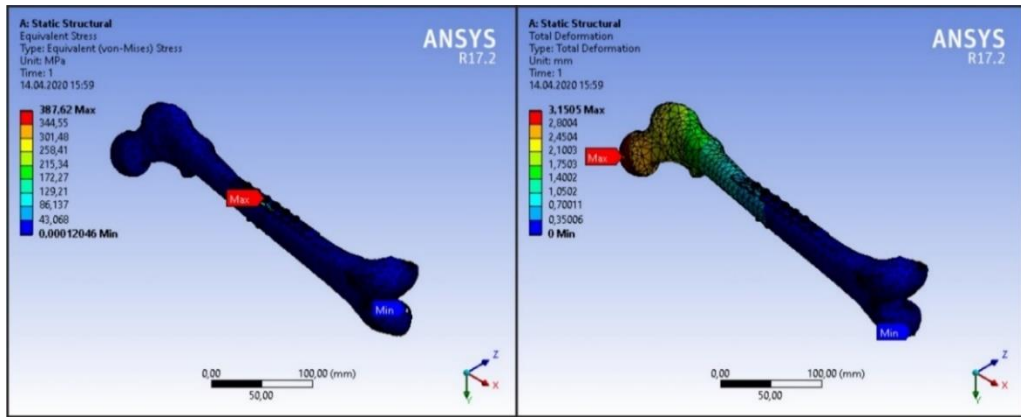 A: Static Structural
Equivalent Stress
Type: Equivalent (von-Mises) Stress
Unit: MPa
Time: 1
14.04.2020 15:59
ANSYS
R17.2
387,62 Max
344,55
301,48
258,41
215,34
172,27
129,21
86,137
43,068
0,00012046 Min
Max
Min
0,00
100,00 (mm)
50,00
Z
X
Y
A: Static Structural
Total Deformation
Type: Total Deformation
Unit: mm
Time: 1
14.04.2020 15:59
ANSYS
R17.2
3,1505 Max
2,8004
2,4504
2,1003
1,7503
1,4002
1,0502
0,70011
0,35006
0 Min
Max
Min
0,00
100,00 (mm)
50,00
Z
X
Y